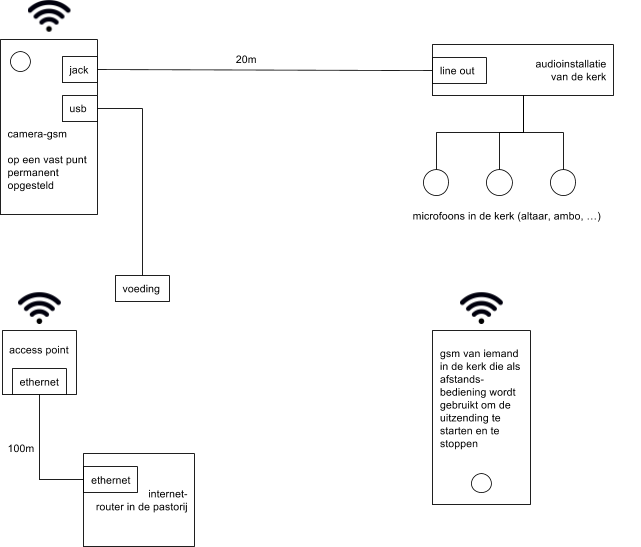 jack
20m
line out
audioinstallatie
van de kerk
usb
camera-gsm
op een vast punt
permanent
opgesteld
microfoons in de kerk (altaar, ambo, …)
voeding
access point
ethernet
gsm van iemand
in de kerk die als
afstands-
bediening wordt
gebruikt om de
uitzending te
starten en te
stoppen
100m
ethernet
internet-
router in de pastorij